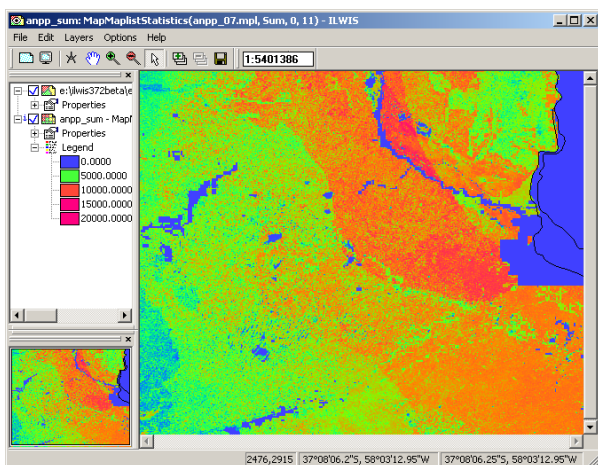 anpp_sum: MapMaplistStatistics(anpp_07.mpl, Sum, 0, 11) - ILWIS
File Edit Layers Options Help
1:5401386
e:\ilwis372beta\e
Properties
anpp_sum - Mapl
Properties
Legend
0.0000
5000.0000
10000.0000
15000.0000
20000.0000
2476,2915 37°08'06.2"S, 58°03'12.95"W 37°08'06.25"S, 58°03'12.95"W